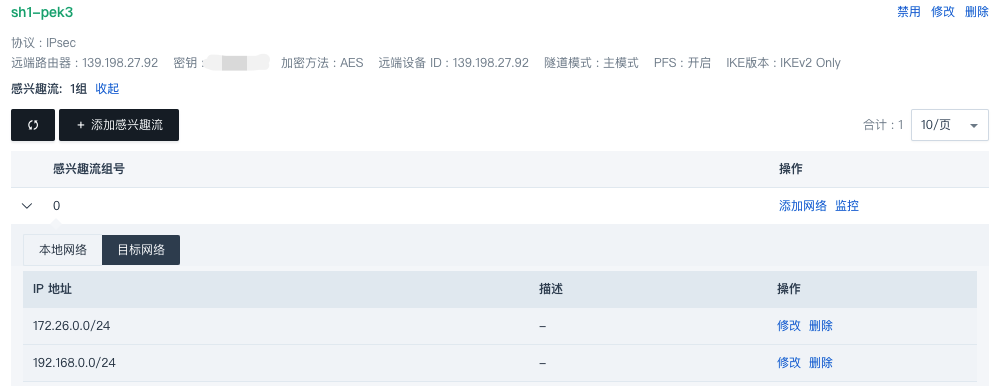 sh1-pek3 禁用 修改 删除
协议 : IPsec
远端路由器 : 139.198.27.92 密钥 : 加密方法 : AES 远端设备 ID : 139.198.27.92 隧道模式 : 主模式 PFS : 开启 IKE版本 : IKEv2 Only
感兴趣流: 1组 收起
+ 添加感兴趣流 合计 : 1 10/页
感兴趣流组号 操作
0 添加网络 监控
本地网络 目标网络
IP 地址 描述 操作
172.26.0.0/24 – 修改 删除
192.168.0.0/24 – 修改 删除